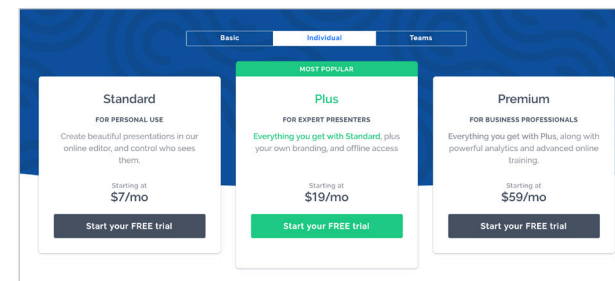 Basic
Individual
Teams
Standard
FOR PERSONAL USE
Create beautiful presentations in our
online editor, and control who sees
them.
Starting at
$7/mo
Start your FREE trial
MOST POPULAR
Plus
FOR EXPERT PRESENTERS
Everything you get with Standard, plus
your own branding, and offline access
Starting at
$19/mo
Start your FREE trial
Premium
FOR BUSINESS PROFESSIONALS
Everything you get with Plus, along with
powerful analytics and advanced online
training.
Starting at
$59/mo
Start your FREE trial